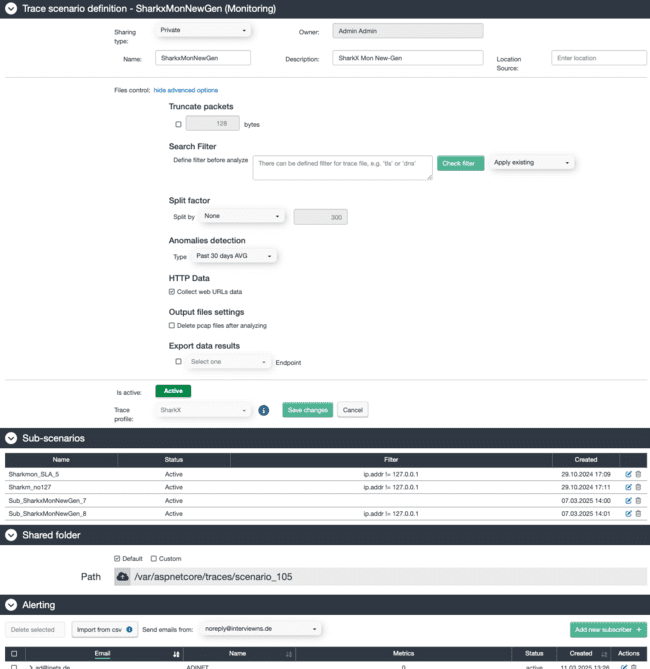 Trace scenario definition - SharkxMonNewGen (Monitoring)
Sharing type: Private Owner: Admin Admin
Name: SharkxMonNewGen Description: SharkX Mon New-Gen Location Source: Enter location
Files control: hide advanced options
Truncate packets
128 bytes
Search Filter
Define filter before analyze There can be defined filter for trace file, e.g. 'tls' or 'dns' Check filter Apply existing
Split factor
Split by None 300
Anomalies detection
Type Past 30 days AVG
HTTP Data
Collect web URLs data
Output files settings
Delete pcap files after analyzing
Export data results
Select one Endpoint
Is active: Active
Trace profile: SharkX Save changes Cancel
Sub-scenarios
Name Status Filter Created
Sharkmon_SLA_5 Active ip.addr != 127.0.0.1 29.10.2024 17:09
Sharkm_no127 Active ip.addr != 127.0.0.1 29.10.2024 17:11
Sub_SharkxMonNewGen_7 Active 07.03.2025 14:00
Sub_SharkxMonNewGen_8 Active ip.addr != 127.0.0.1 07.03.2025 14:01
Shared folder
Default Custom
Path /var/aspnetcore/traces/scenario_105
Alerting
Delete selected Import from csv Send emails from: noreply@interviewns.de Add new subscriber +
Email Name Metrics Status Created Actions
ADINET 0 active 11.03.2025 13:26